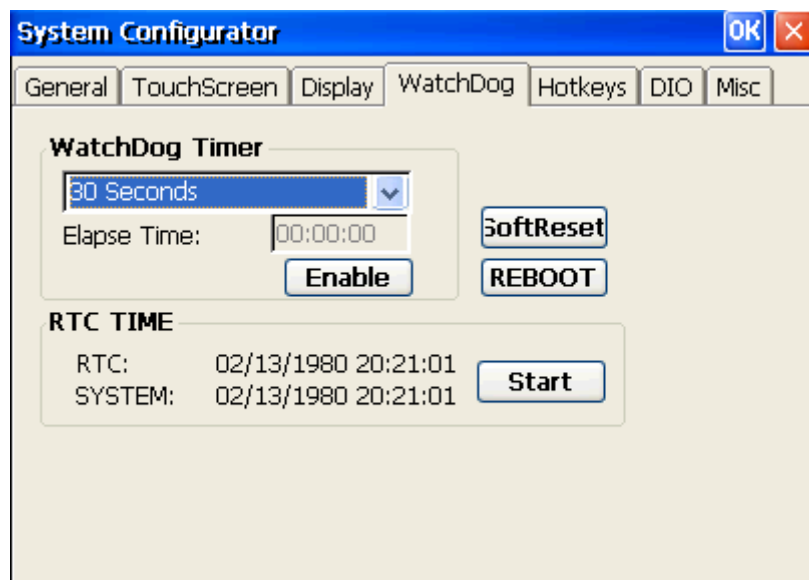 System Configurator OK
General TouchScreen Display WatchDog Hotkeys DIO Misc
WatchDog Timer
30 Seconds
Elapse Time: 00:00:00
SoftReset
Enable REBOOT
RTC TIME
RTC: 02/13/1980 20:21:01
Start
SYSTEM: 02/13/1980 20:21:01